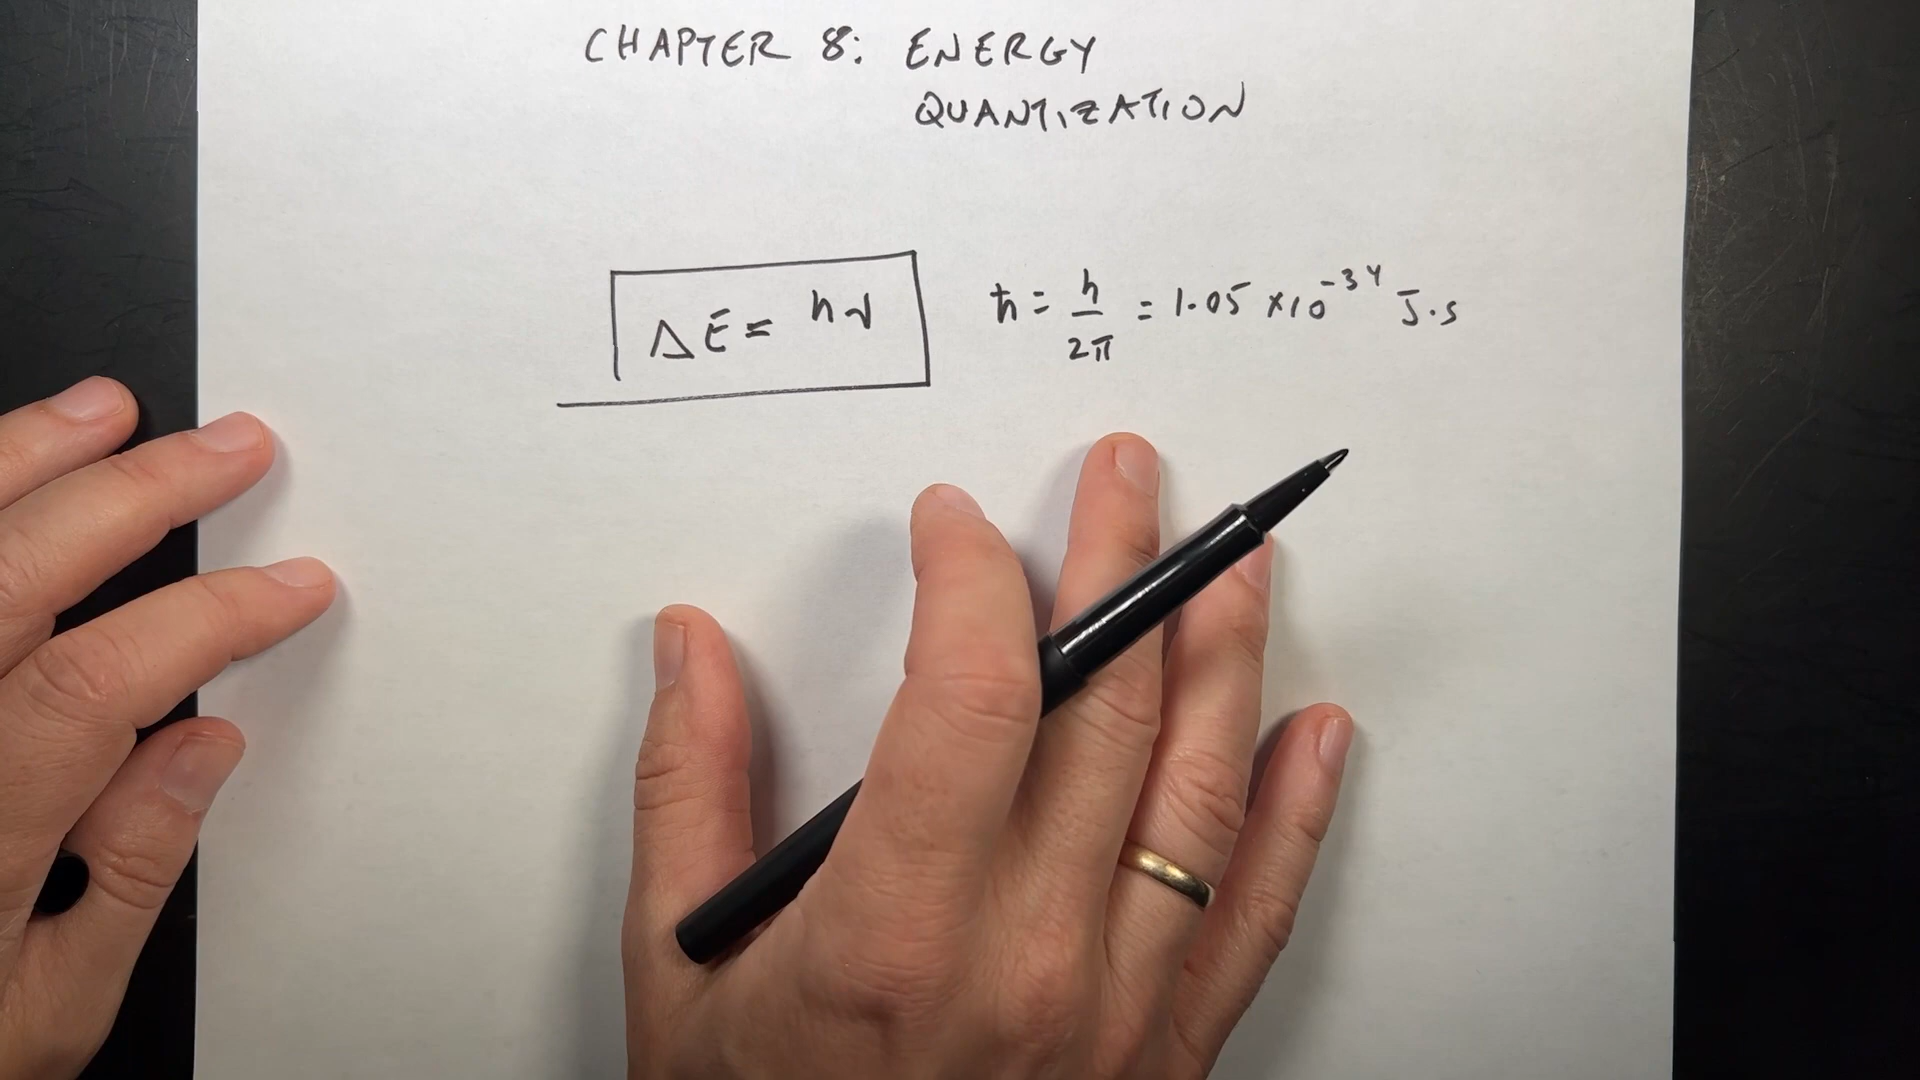 CHAPTER 8: ENERGY
QUANTIZATION
ΔE = hν
ħ = h/2π = 1.05 × 10⁻³⁴ J·s